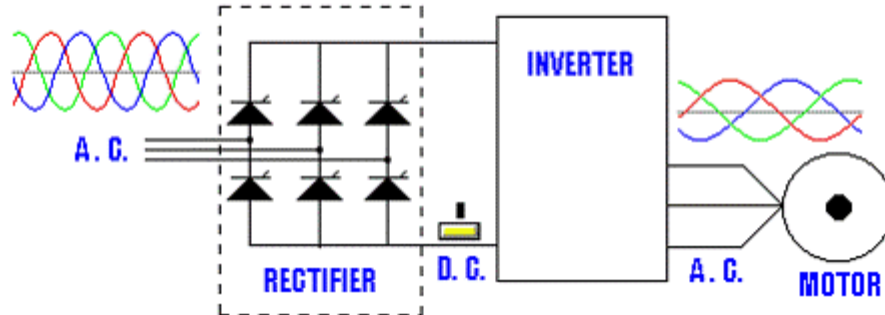 INVERTER
A. C.
RECTIFIER
D. C.
A. C.
MOTOR